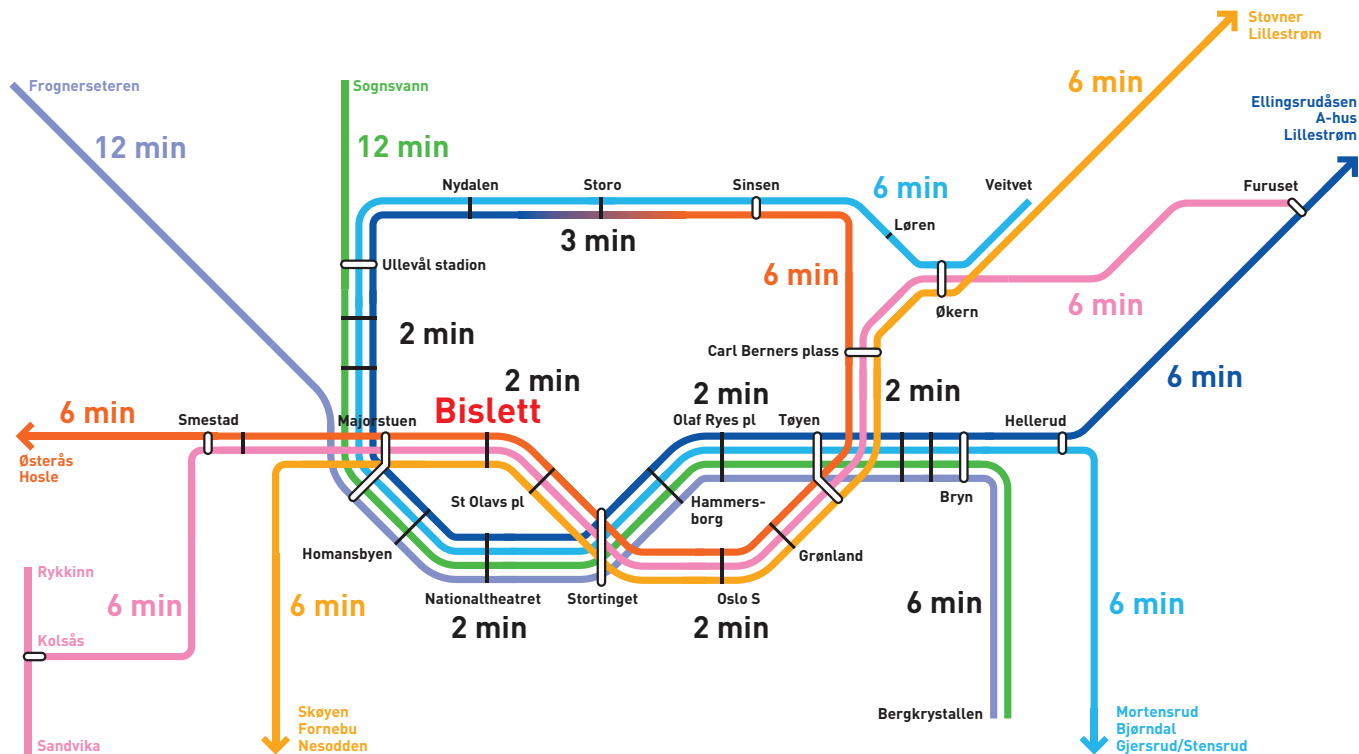 Stovner
Lillestrøm
6 min
Frognerseteren
Sognsvann
Ellingsrudåsen
A-hus
Lillestrøm
12 min
12 min
Nydalen
Storo
Sinsen
6 min
Veitvet
Furuset
Løren
3 min
Ullevål stadion
6 min
6 min
Økern
2 min
Carl Berners plass
2 min
2 min
2 min
6 min
6 min
Smestad
Majorstuen
Bislett
Olaf Ryes pl
Tøyen
Hellerud
Østerås
Hosle
St Olavs pl
Hammers-
borg
Bryn
Homansbyen
Grønland
Rykkinn
6 min
6 min
Nationaltheatret
Stortinget
Oslo S
6 min
6 min
2 min
2 min
Kolsås
Skøyen
Fornebu
Nesodden
Bergkrystallen
Mortensrud
Bjørndal
Gjersrud/Stensrud
Sandvika